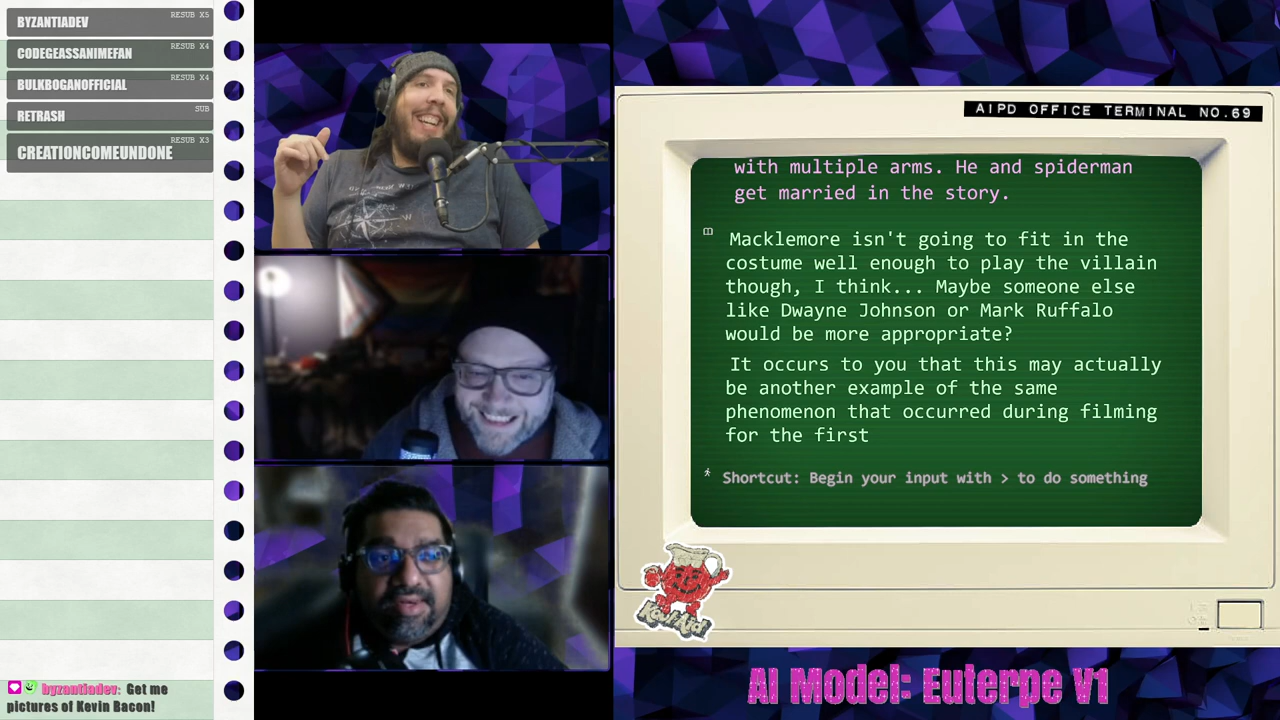 BYZANTIADEV
RESUB X5
CODEGEASSANIMEFAN
RESUB X4
BULKBOGANOFFICIAL
RESUB X4
RETRASH
SUB
CREATIONCOMEUNDONE
RESUB X3
byzantiadev: Get me
pictures of Kevin Bacon!
AIPD OFFICE TERMINAL NO.69
with multiple arms. He and spiderman
get married in the story.
Macklemore isn't going to fit in the
costume well enough to play the villain
though, I think... Maybe someone else
like Dwayne Johnson or Mark Ruffalo
would be more appropriate?
It occurs to you that this may actually
be another example of the same
phenomenon that occurred during filming
for the first
Shortcut: Begin your input with > to do something
Kool-Aid
AI Model: Euterpe V1